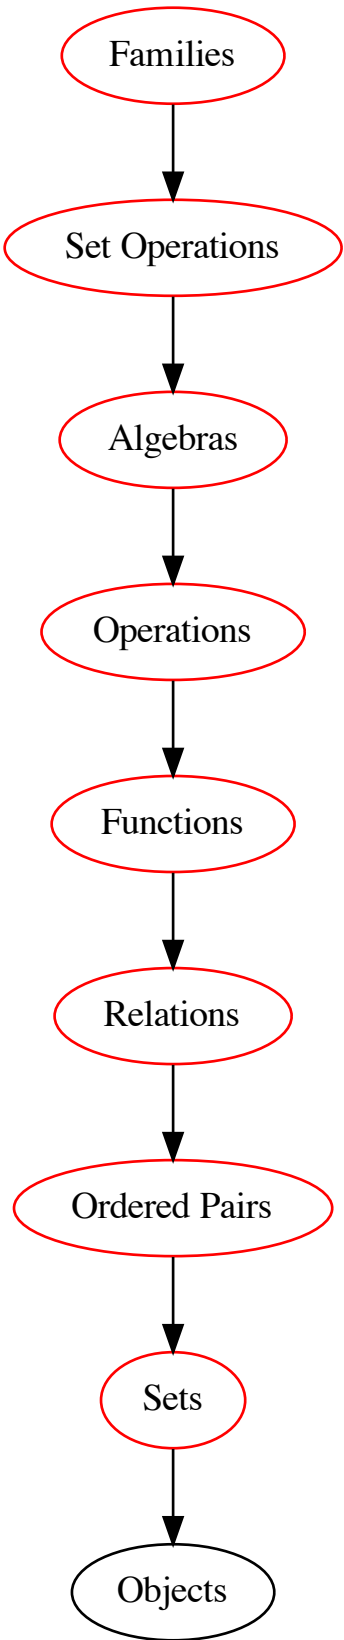 Families
Set Operations
Algebras
Operations
Functions
Relations
Ordered Pairs
Sets
Objects